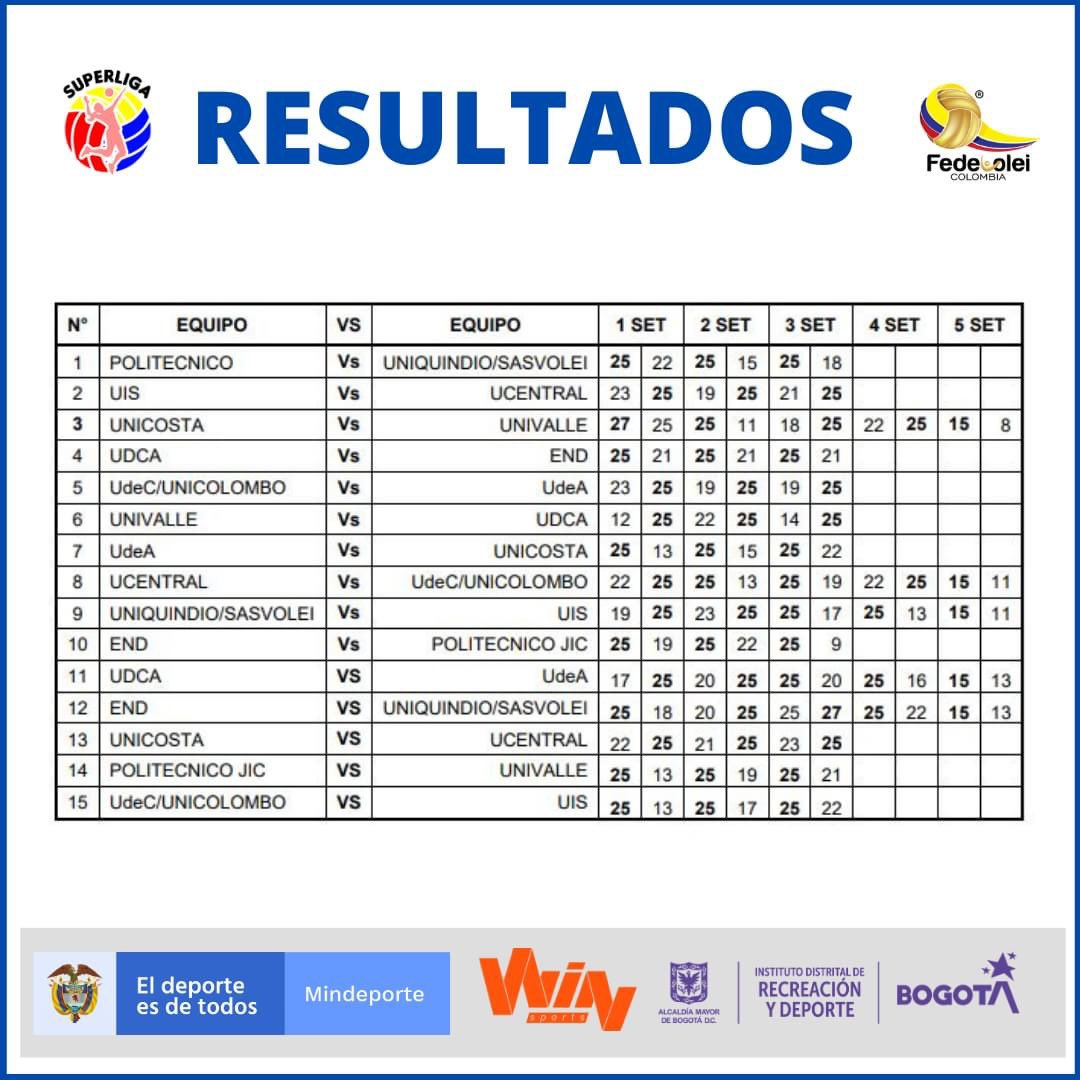 SUPERLIGA
RESULTADOS
®
Fedevolei
COLOMBIA
N° EQUIPO VS EQUIPO 1 SET 2 SET 3 SET 4 SET 5 SET
1 POLITECNICO Vs UNIQUINDIO/SASVOLEI 25 22 25 15 25 18
2 UIS Vs UCENTRAL 23 25 19 25 21 25
3 UNICOSTA Vs UNIVALLE 27 25 25 11 18 25 22 25 15 8
4 UDCA Vs END 25 21 25 21 25 21
5 UdeC/UNICOLOMBO Vs UdeA 23 25 19 25 19 25
6 UNIVALLE Vs UDCA 12 25 22 25 14 25
7 UdeA Vs UNICOSTA 25 13 25 15 25 22
8 UCENTRAL Vs UdeC/UNICOLOMBO 22 25 25 13 25 19 22 25 15 11
9 UNIQUINDIO/SASVOLEI Vs UIS 19 25 23 25 25 17 25 13 15 11
10 END Vs POLITECNICO JIC 25 19 25 22 25 9
11 UDCA VS UdeA 17 25 20 25 25 20 25 16 15 13
12 END VS UNIQUINDIO/SASVOLEI 25 18 20 25 25 27 25 22 15 13
13 UNICOSTA VS UCENTRAL 22 25 21 25 23 25
14 POLITECNICO JIC VS UNIVALLE 25 13 25 19 25 21
15 UdeC/UNICOLOMBO VS UIS 25 13 25 17 25 22
El deporte
es de todos
Mindeporte
Win
sports
ALCALDÍA MAYOR
DE BOGOTÁ D.C.
INSTITUTO DISTRITAL DE
RECREACIÓN
Y DEPORTE
BOGOTÁ